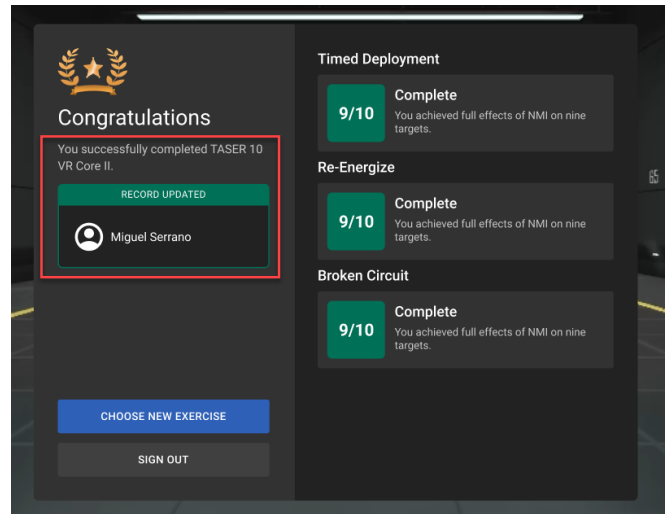 Congratulations
You successfully completed TASER 10
VR Core II.
RECORD UPDATED
Miguel Serrano
CHOOSE NEW EXERCISE
SIGN OUT
Timed Deployment
9/10
Complete
You achieved full effects of NMI on nine
targets.
Re-Energize
9/10
Complete
You achieved full effects of NMI on nine
targets.
Broken Circuit
9/10
Complete
You achieved full effects of NMI on nine
targets.
65